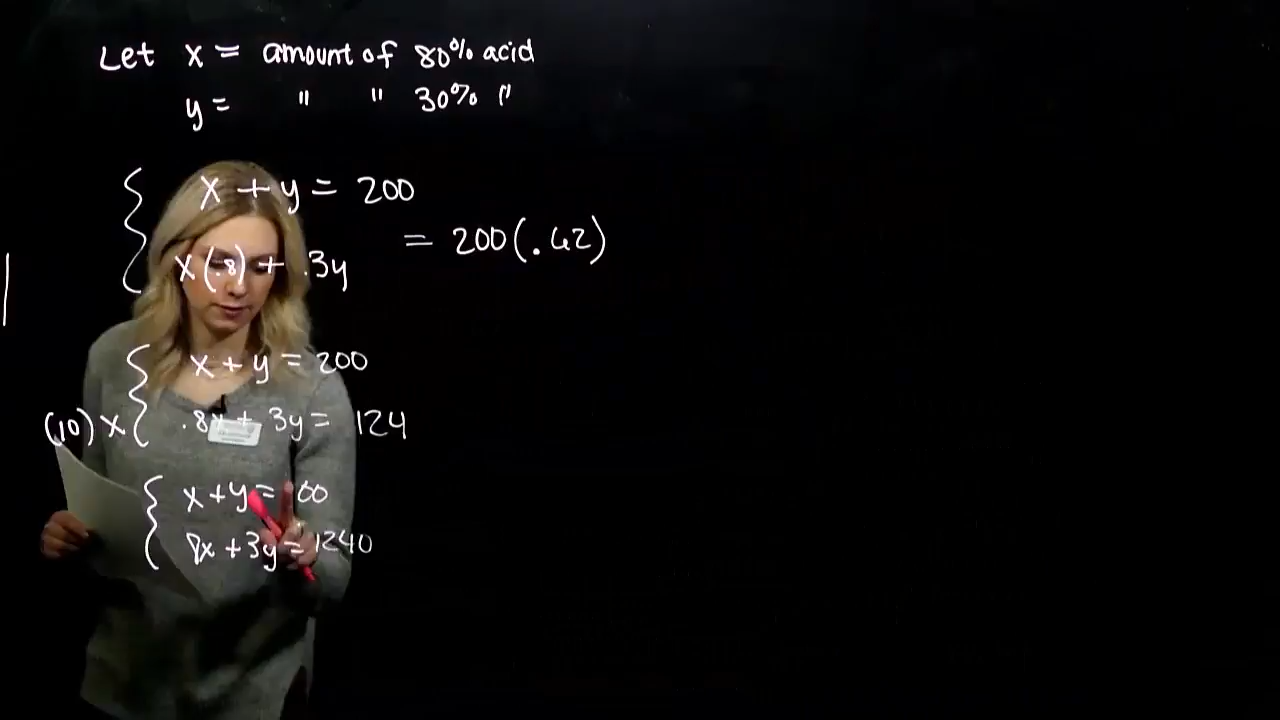 Let x = amount of 80% acid
y = " " 30% "
x + y = 200
x(.8) + .3y = 200(.62)
x + y = 200
(10) x .8x + .3y = 124
x + y = 00
8x + 3y = 1240